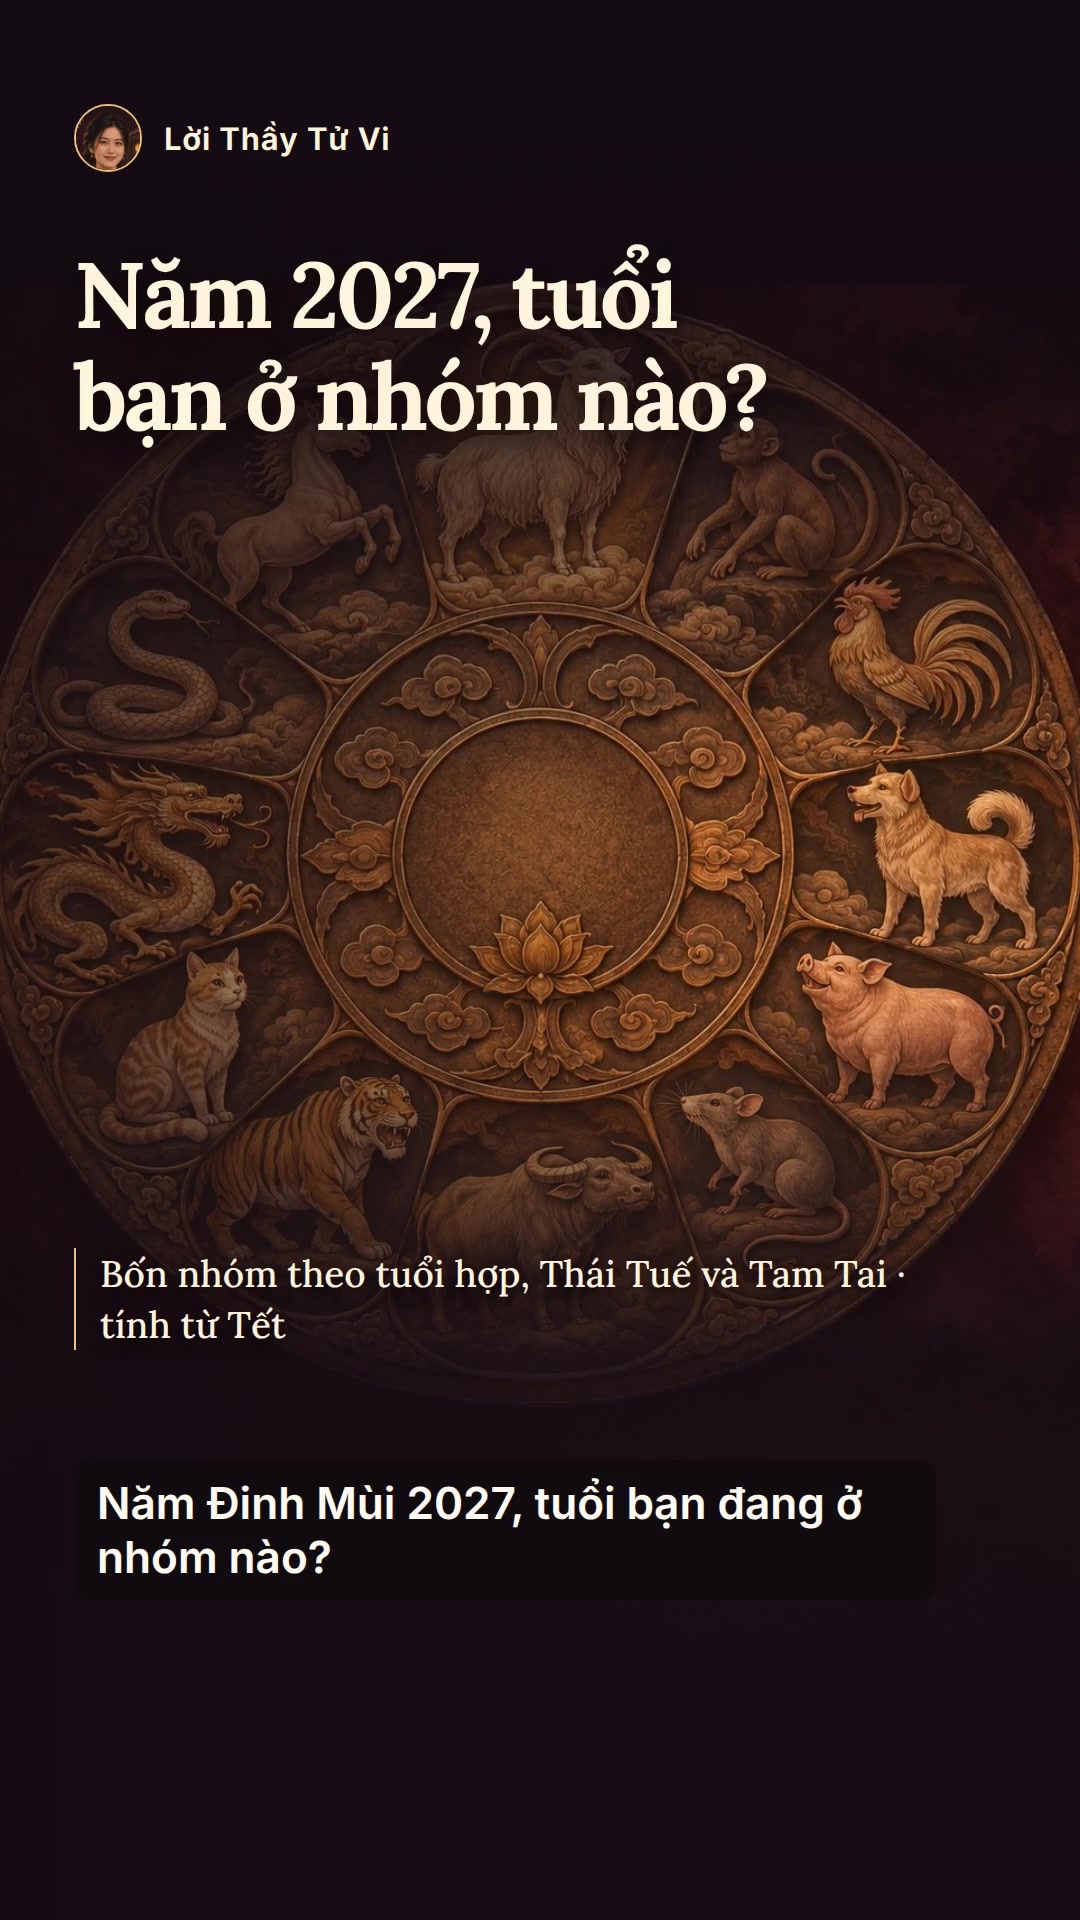 Lời Thầy Tử Vi
Năm 2027, tuổi
bạn ở nhóm nào?
Bốn nhóm theo tuổi hợp, Thái Tuế và Tam Tai ·
tính từ Tết
Năm Đinh Mùi 2027, tuổi bạn đang ở
nhóm nào?